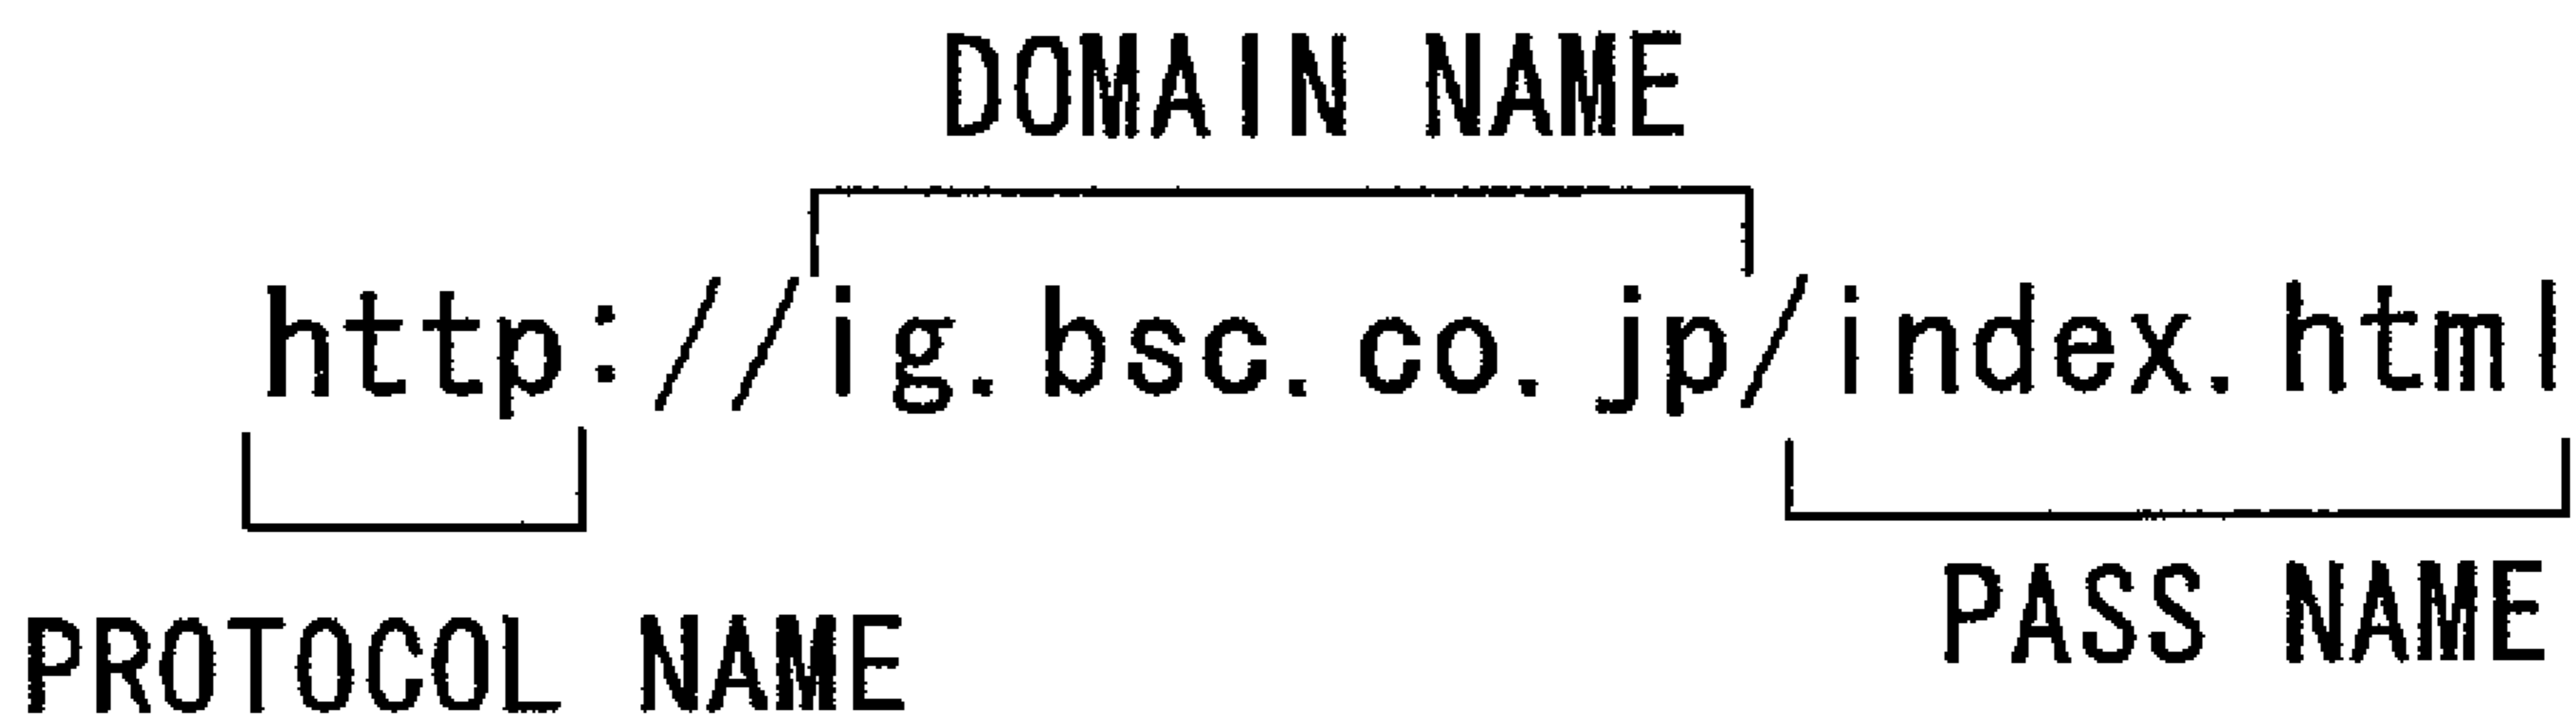 DOMAIN NAME
http://ig.bsc.co.jp/index.html
PASS NAME
PROTOCOL NAME